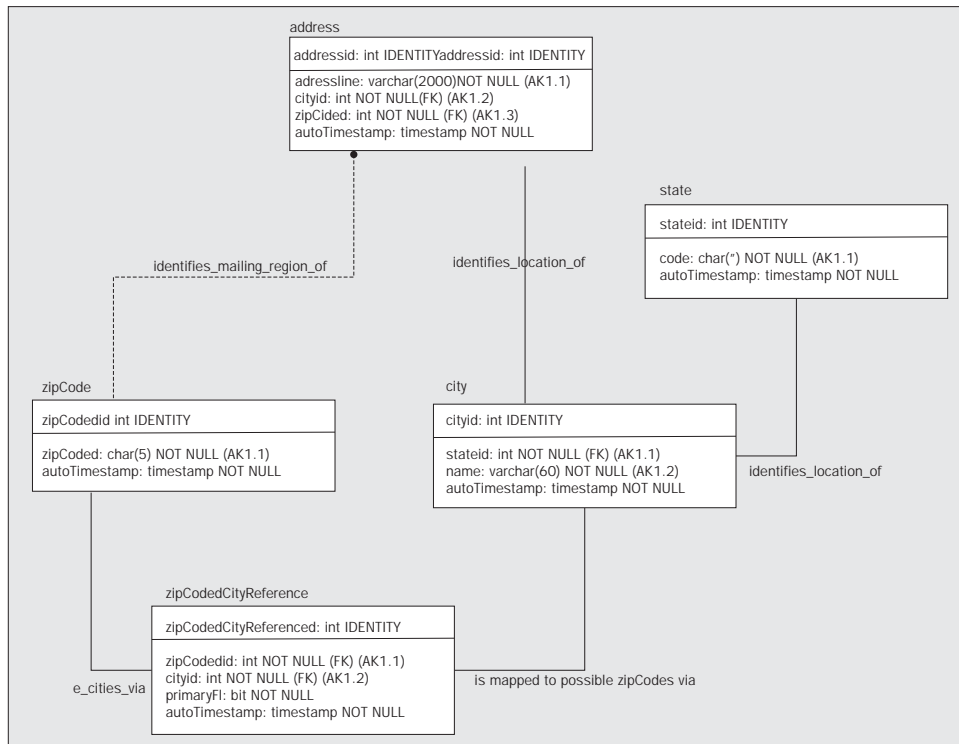 address
addressid: int IDENTITYaddressid: int IDENTITY
adressline: varchar(2000)NOT NULL (AK1.1)
cityid: int NOT NULL(FK) (AK1.2)
zipCided: int NOT NULL (FK) (AK1.3)
autoTimestamp: timestamp NOT NULL
state
stateid: int IDENTITY
code: char(") NOT NULL (AK1.1)
autoTimestamp: timestamp NOT NULL
identifies_mailing_region_of
identifies_location_of
zipCode
zipCodedid int IDENTITY
zipCoded: char(5) NOT NULL (AK1.1)
autoTimestamp: timestamp NOT NULL
city
cityid: int IDENTITY
stateid: int NOT NULL (FK) (AK1.1)
name: varchar(60) NOT NULL (AK1.2)
autoTimestamp: timestamp NOT NULL
identifies_location_of
zipCodedCityReference
zipCodedCityReferenced: int IDENTITY
zipCodedid: int NOT NULL (FK) (AK1.1)
cityid: int NOT NULL (FK) (AK1.2)
primaryFl: bit NOT NULL
autoTimestamp: timestamp NOT NULL
e_cities_via
is mapped to possible zipCodes via